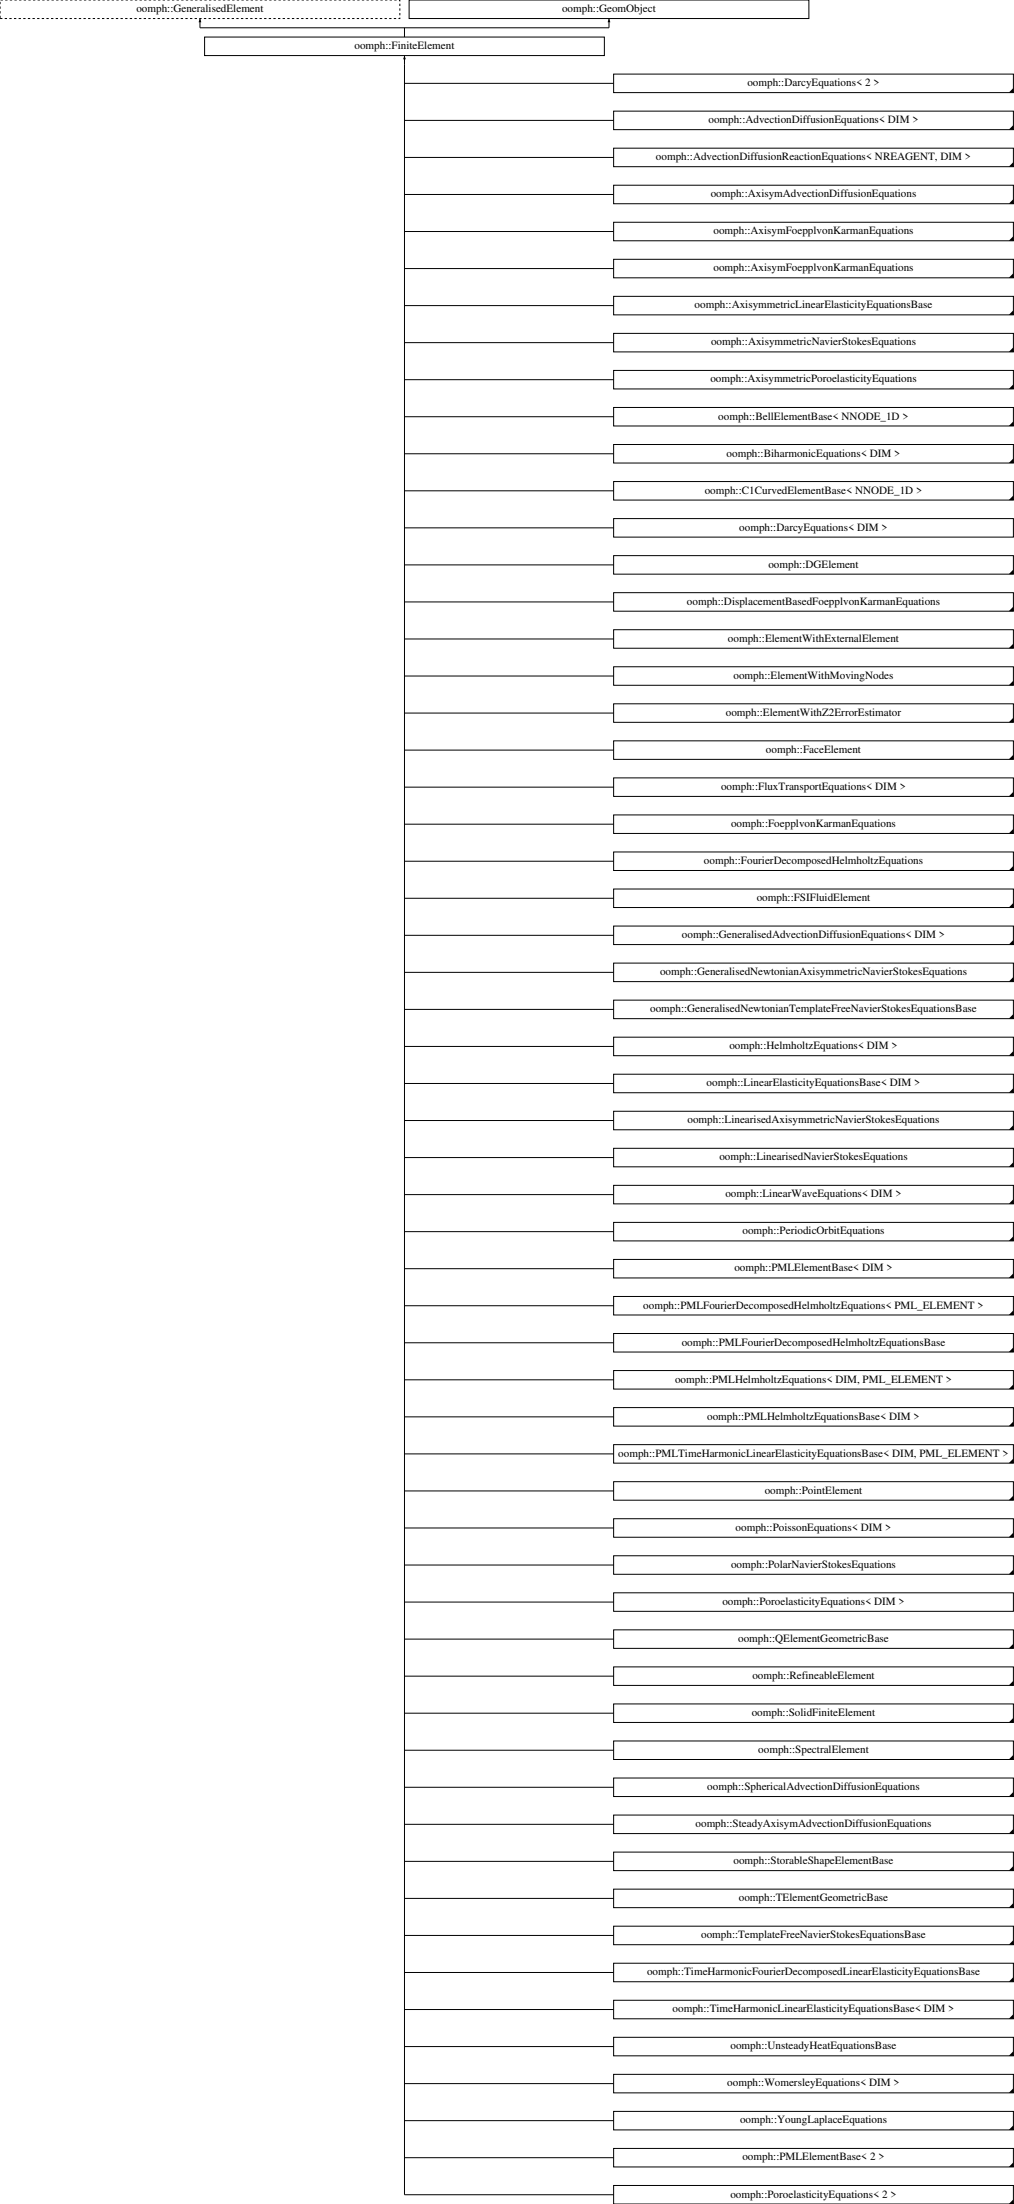 oomph::GeneralisedElement
oomph::GeomObject
oomph::FiniteElement
oomph::DarcyEquations< 2 >
oomph::AdvectionDiffusionEquations< DIM >
oomph::AdvectionDiffusionReactionEquations< NREAGENT, DIM >
oomph::AxisymAdvectionDiffusionEquations
oomph::AxisymFoepplvonKarmanEquations
oomph::AxisymFoepplvonKarmanEquations
oomph::AxisymmetricLinearElasticityEquationsBase
oomph::AxisymmetricNavierStokesEquations
oomph::AxisymmetricPoroelasticityEquations
oomph::BellElementBase< NNODE_1D >
oomph::BiharmonicEquations< DIM >
oomph::C1CurvedElementBase< NNODE_1D >
oomph::DarcyEquations< DIM >
oomph::DGElement
oomph::DisplacementBasedFoepplvonKarmanEquations
oomph::ElementWithExternalElement
oomph::ElementWithMovingNodes
oomph::ElementWithZ2ErrorEstimator
oomph::FaceElement
oomph::FluxTransportEquations< DIM >
oomph::FoepplvonKarmanEquations
oomph::FourierDecomposedHelmholtzEquations
oomph::FSIFluidElement
oomph::GeneralisedAdvectionDiffusionEquations< DIM >
oomph::GeneralisedNewtonianAxisymmetricNavierStokesEquations
oomph::GeneralisedNewtonianTemplateFreeNavierStokesEquationsBase
oomph::HelmholtzEquations< DIM >
oomph::LinearElasticityEquationsBase< DIM >
oomph::LinearisedAxisymmetricNavierStokesEquations
oomph::LinearisedNavierStokesEquations
oomph::LinearWaveEquations< DIM >
oomph::PeriodicOrbitEquations
oomph::PMLElementBase< DIM >
oomph::PMLFourierDecomposedHelmholtzEquations< PML_ELEMENT >
oomph::PMLFourierDecomposedHelmholtzEquationsBase
oomph::PMLHelmholtzEquations< DIM, PML_ELEMENT >
oomph::PMLHelmholtzEquationsBase< DIM >
oomph::PMLTimeHarmonicLinearElasticityEquationsBase< DIM, PML_ELEMENT >
oomph::PointElement
oomph::PoissonEquations< DIM >
oomph::PolarNavierStokesEquations
oomph::PoroelasticityEquations< DIM >
oomph::QElementGeometricBase
oomph::RefineableElement
oomph::SolidFiniteElement
oomph::SpectralElement
oomph::SphericalAdvectionDiffusionEquations
oomph::SteadyAxisymAdvectionDiffusionEquations
oomph::StorableShapeElementBase
oomph::TElementGeometricBase
oomph::TemplateFreeNavierStokesEquationsBase
oomph::TimeHarmonicFourierDecomposedLinearElasticityEquationsBase
oomph::TimeHarmonicLinearElasticityEquationsBase< DIM >
oomph::UnsteadyHeatEquationsBase
oomph::WomersleyEquations< DIM >
oomph::YoungLaplaceEquations
oomph::PMLElementBase< 2 >
oomph::PoroelasticityEquations< 2 >